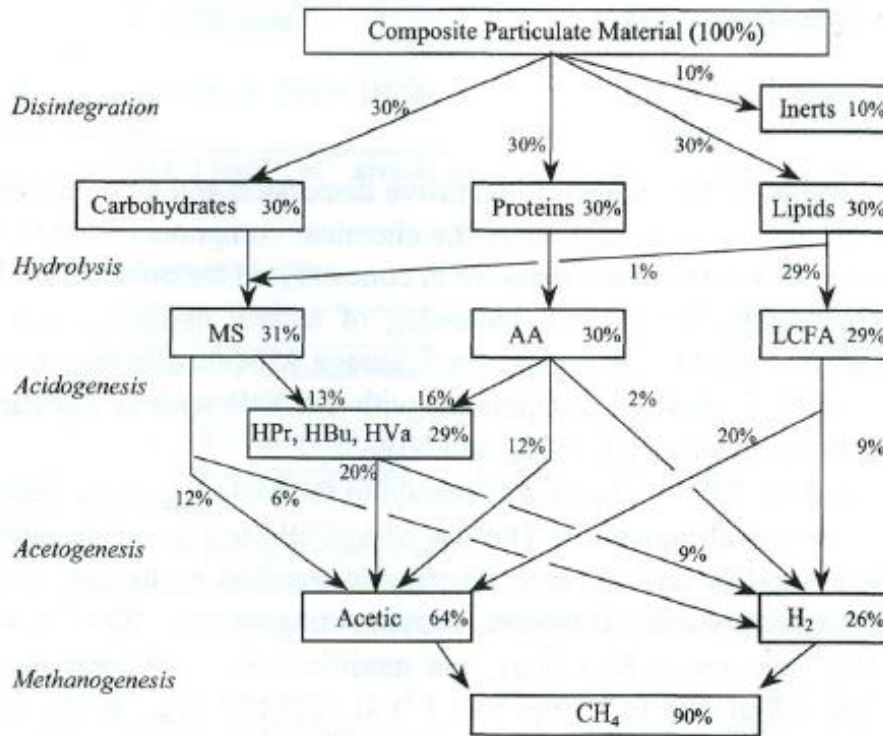 Composite Particulate Material (100%)
10%
Disintegration
30%
Inerts 10%
30%
30%
Carbohydrates 30%
Proteins 30%
Lipids 30%
Hydrolysis
1%
29%
MS 31%
AA 30%
LCFA 29%
Acidogenesis
13%
16%
2%
HPr, HBu, HVa 29%
12%
20%
9%
20%
12%
6%
Acetogenesis
9%
Acetic 64%
H₂ 26%
Methanogenesis
CH₄ 90%